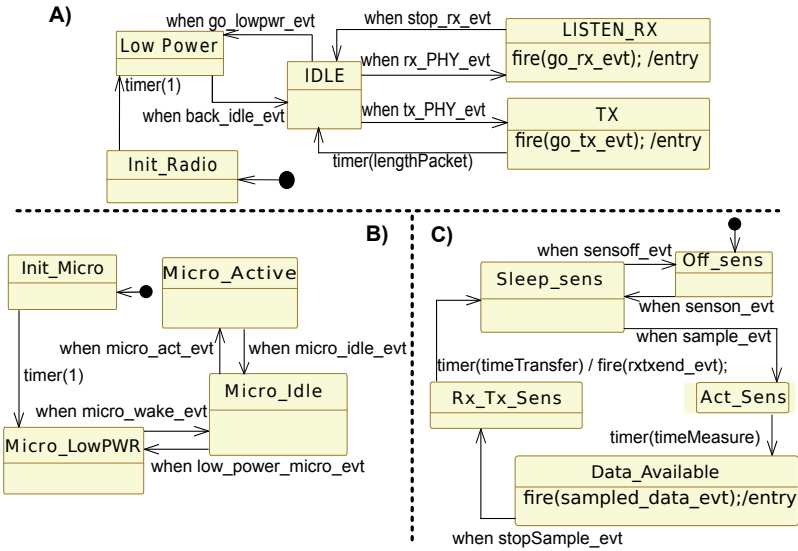 A)
when go_lowpwr_evt
when stop_rx_evt
Low Power
LISTEN_RX
fire(go_rx_evt); /entry
IDLE
when rx_PHY_evt
timer(1)
when back_idle_evt
when tx_PHY_evt
TX
fire(go_tx_evt); /entry
Init_Radio
timer(lengthPacket)
B)
Init_Micro
Micro_Active
when micro_act_evt
when micro_idle_evt
timer(1)
Micro_Idle
when micro_wake_evt
Micro_LowPWR
when low_power_micro_evt
C)
when sensoff_evt
Off_sens
Sleep_sens
when senson_evt
when sample_evt
timer(timeTransfer) / fire(rxtxend_evt);
Rx_Tx_Sens
Act_Sens
timer(timeMeasure)
Data_Available
fire(sampled_data_evt);/entry
when stopSample_evt